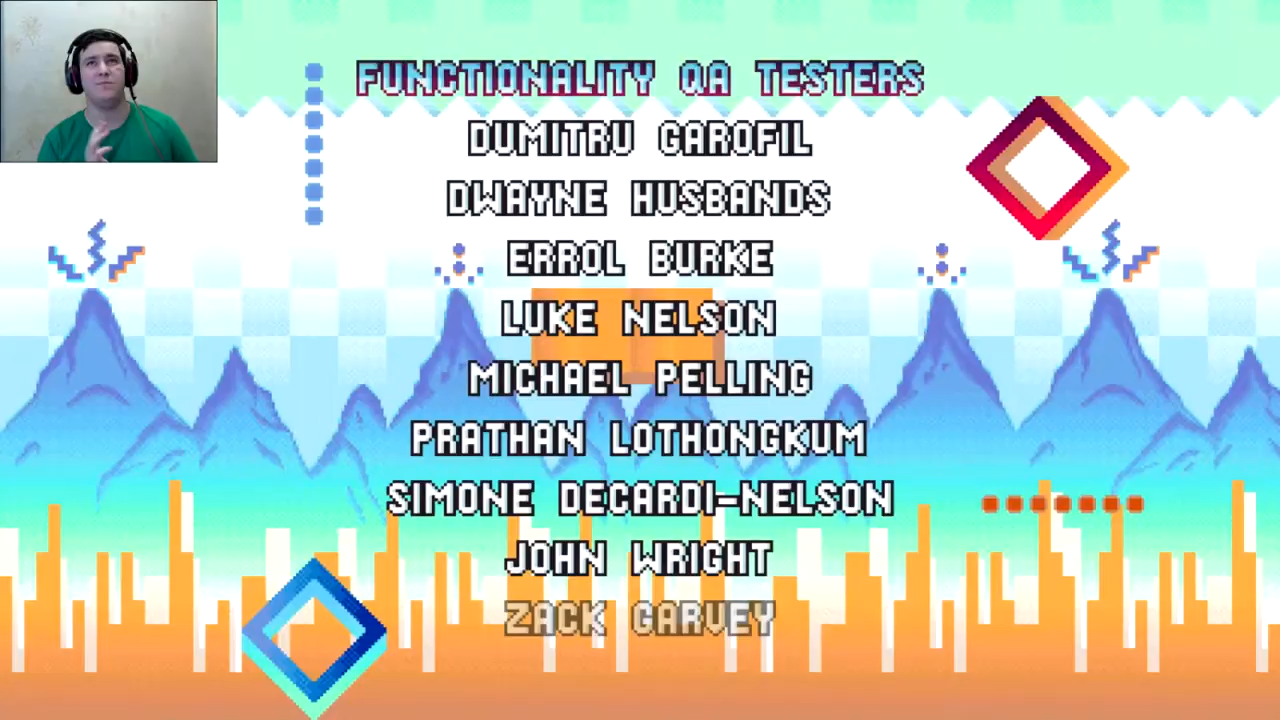 FUNCTIONALITY QA TESTERS
DUMITRU GAROFIL
DWAYNE HUSBANDS
ERROL BURKE
LUKE NELSON
MICHAEL PELLING
PRATHAN LOTHONGKUM
SIMONE DECARDI-NELSON
JOHN WRIGHT
ZACK GARVEY